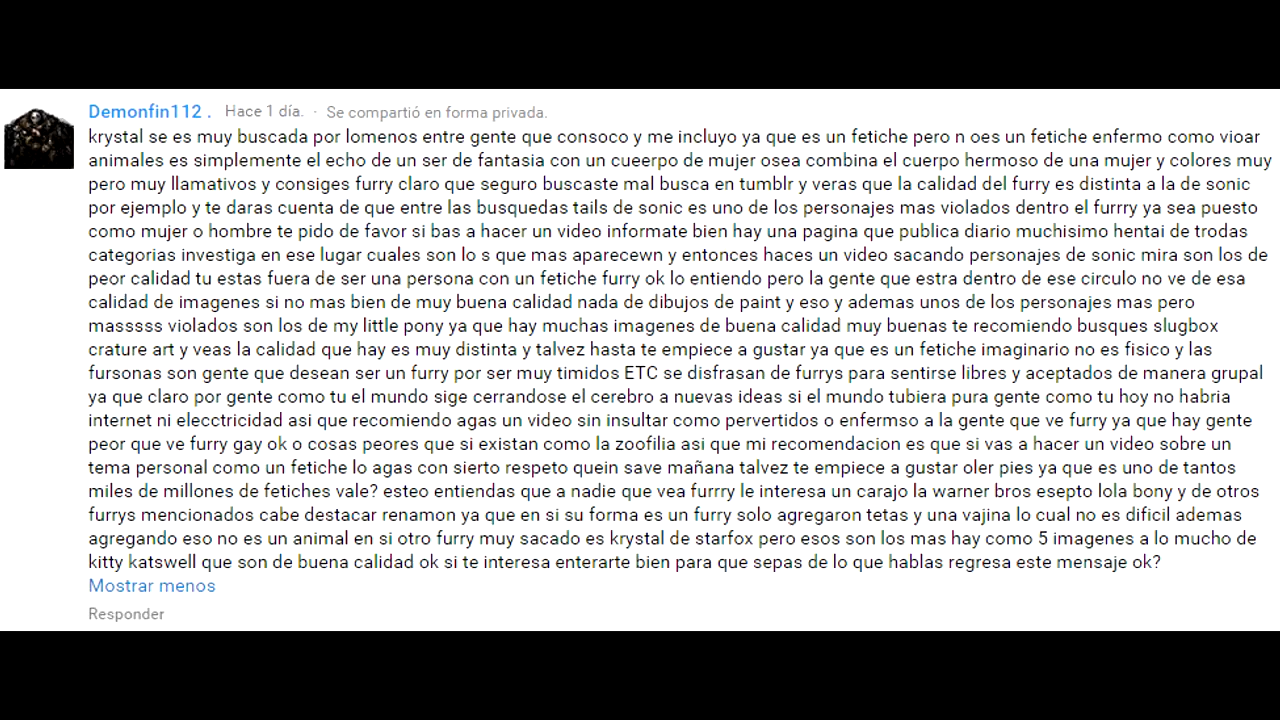 Demonfin112 . Hace 1 día. · Se compartió en forma privada.
krystal se es muy buscada por lomenos entre gente que consoco y me incluyo ya que es un fetiche pero n oes un fetiche enfermo como vioar
animales es simplemente el echo de un ser de fantasia con un cueerpo de mujer osea combina el cuerpo hermoso de una mujer y colores muy
pero muy llamativos y consiges furry claro que seguro buscaste mal busca en tumblr y veras que la calidad del furry es distinta a la de sonic
por ejemplo y te daras cuenta de que entre las busquedas tails de sonic es uno de los personajes mas violados dentro el furrry ya sea puesto
como mujer o hombre te pido de favor si bas a hacer un video informate bien hay una pagina que publica diario muchisimo hentai de trodas
categorias investiga en ese lugar cuales son lo s que mas aparecewn y entonces haces un video sacando personajes de sonic mira son los de
peor calidad tu estas fuera de ser una persona con un fetiche furry ok lo entiendo pero la gente que estra dentro de ese circulo no ve de esa
calidad de imagenes si no mas bien de muy buena calidad nada de dibujos de paint y eso y ademas unos de los personajes mas pero
masssss violados son los de my little pony ya que hay muchas imagenes de buena calidad muy buenas te recomiendo busques slugbox
crature art y veas la calidad que hay es muy distinta y talvez hasta te empiece a gustar ya que es un fetiche imaginario no es fisico y las
fursonas son gente que desean ser un furry por ser muy timidos ETC se disfrasan de furrys para sentirse libres y aceptados de manera grupal
ya que claro por gente como tu el mundo sige cerrandose el cerebro a nuevas ideas si el mundo tubiera pura gente como tu hoy no habria
internet ni elecctricidad asi que recomiendo agas un video sin insultar como pervertidos o enfermso a la gente que ve furry ya que hay gente
peor que ve furry gay ok o cosas peores que si existan como la zoofilia asi que mi recomendacion es que si vas a hacer un video sobre un
tema personal como un fetiche lo agas con sierto respeto quein save mañana talvez te empiece a gustar oler pies ya que es uno de tantos
miles de millones de fetiches vale? esteo entiendas que a nadie que vea furrry le interesa un carajo la warner bros esepto lola bony y de otros
furrys mencionados cabe destacar renamon ya que en si su forma es un furry solo agregaron tetas y una vajina lo cual no es dificil ademas
agregando eso no es un animal en si otro furry muy sacado es krystal de starfox pero esos son los mas hay como 5 imagenes a lo mucho de
kitty katswell que son de buena calidad ok si te interesa enterarte bien para que sepas de lo que hablas regresa este mensaje ok?
Mostrar menos
Responder